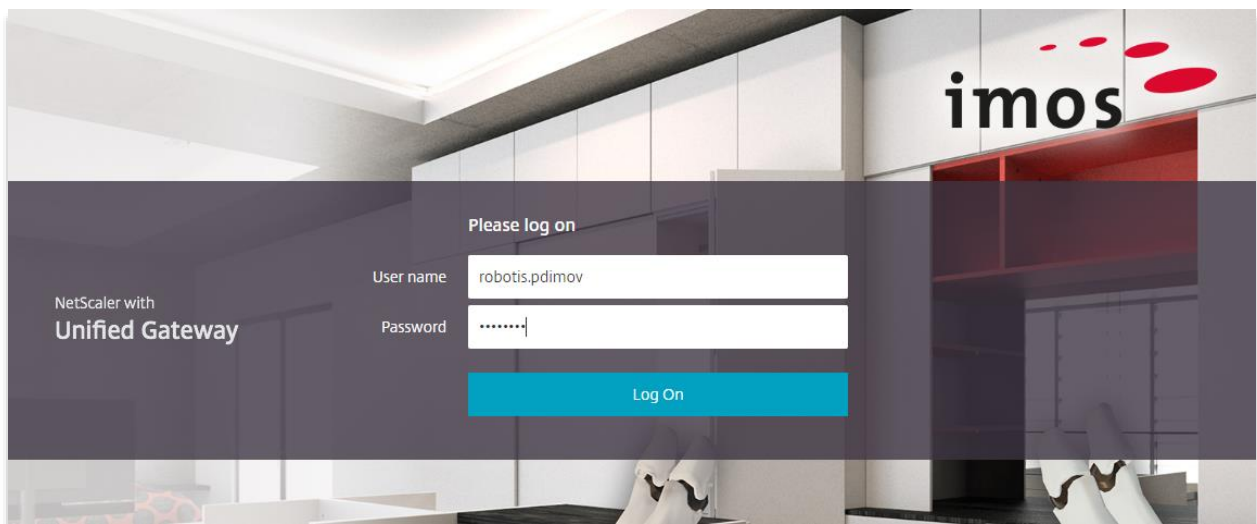 imos
Please log on
User name
robotis.pdimov
NetScaler with
Unified Gateway
Password
••••••••
Log On